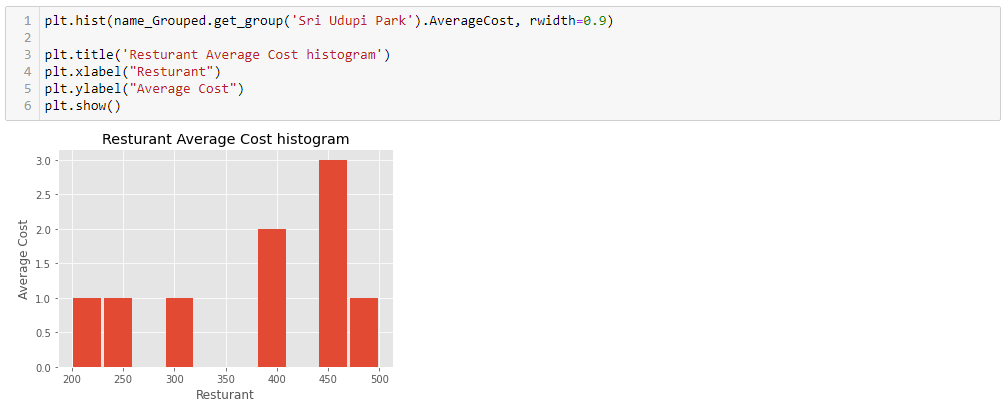 1 plt.hist(name_Grouped.get_group('Sri Udupi Park').AverageCost, rwidth=0.9)
2
3 plt.title('Resturant Average Cost histogram')
4 plt.xlabel("Resturant")
5 plt.ylabel("Average Cost")
6 plt.show()
Resturant Average Cost histogram
3.0
2.5
2.0
1.5
1.0
0.5
0.0
Average Cost
200 250 300 350 400 450 500
Resturant